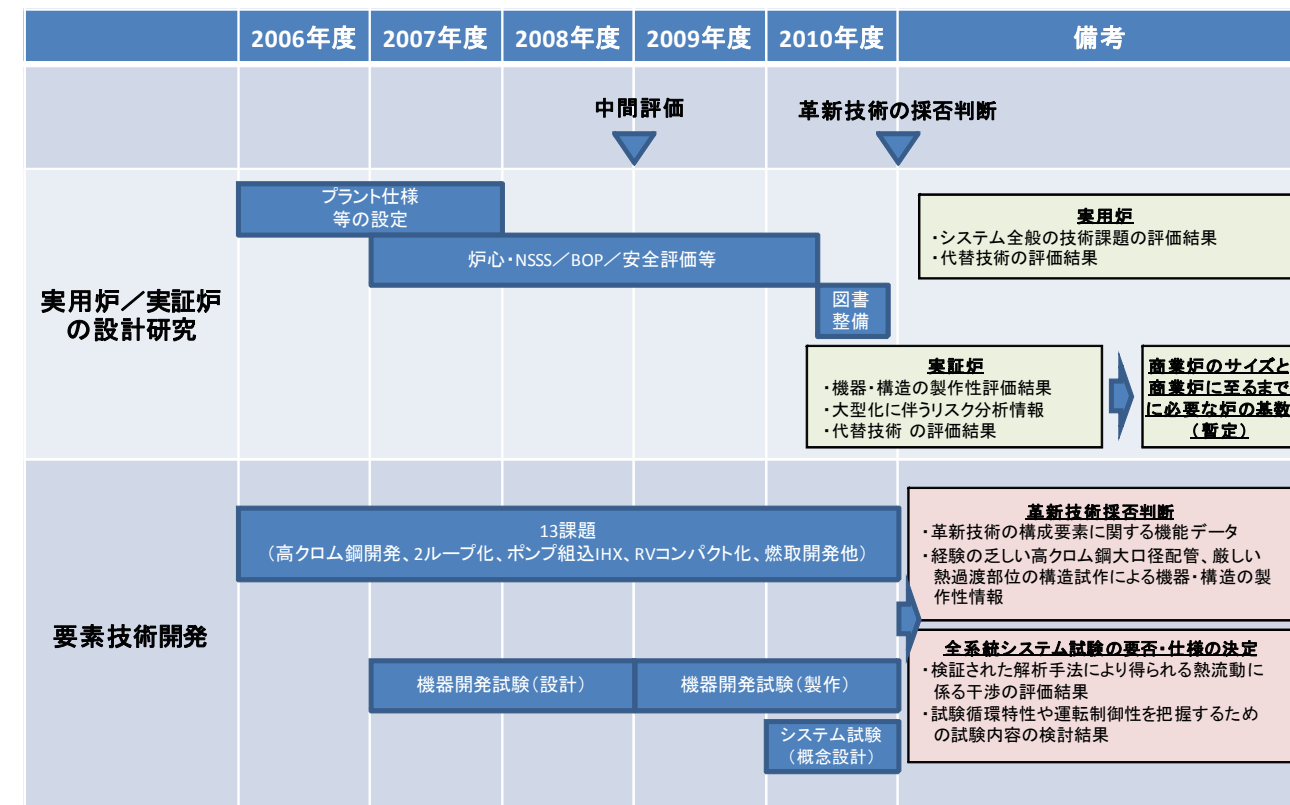 2006年度 2007年度 2008年度 2009年度 2010年度 備考
中間評価
革新技術の採否判断
実用炉／実証炉
の設計研究
プラント仕様
等の設定
炉心・NSSS／BOP／安全評価等
図書
整備
実用炉
・システム全般の技術課題の評価結果
・代替技術の評価結果
実証炉
・機器・構造の製作性評価結果
・大型化に伴うリスク分析情報
・代替技術 の評価結果
商業炉のサイズと
商業炉に至るまで
に必要な炉の基数
（暫定）
要素技術開発
13課題
（高クロム鋼開発、2ループ化、ポンプ組込IHX、RVコンパクト化、燃取開発他）
機器開発試験（設計）
機器開発試験（製作）
システム試験
（概念設計）
革新技術採否判断
・革新技術の構成要素に関する機能データ
・経験の乏しい高クロム鋼大口径配管、厳しい
熱過渡部位の構造試作による機器・構造の製
作性情報
全系統システム試験の要否・仕様の決定
・検証された解析手法により得られる熱流動に
係る干渉の評価結果
・試験循環特性や運転制御性を把握するため
の試験内容の検討結果